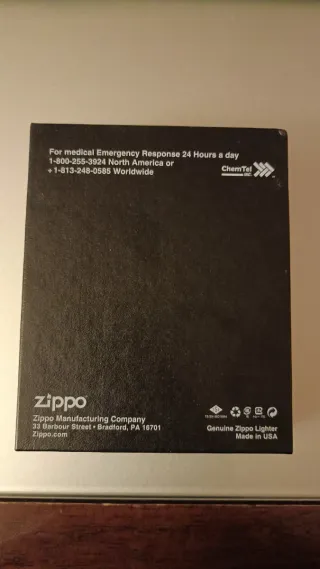 For medical Emergency Response 24 Hours a day
1-800-255-3924 North America or
+1-813-248-0585 Worldwide
ChemTel
INC.
zippo
Zippo Manufacturing Company
33 Barbour Street • Bradford, PA 16701
Zippo.com
Genuine Zippo Lighter
Made in USA